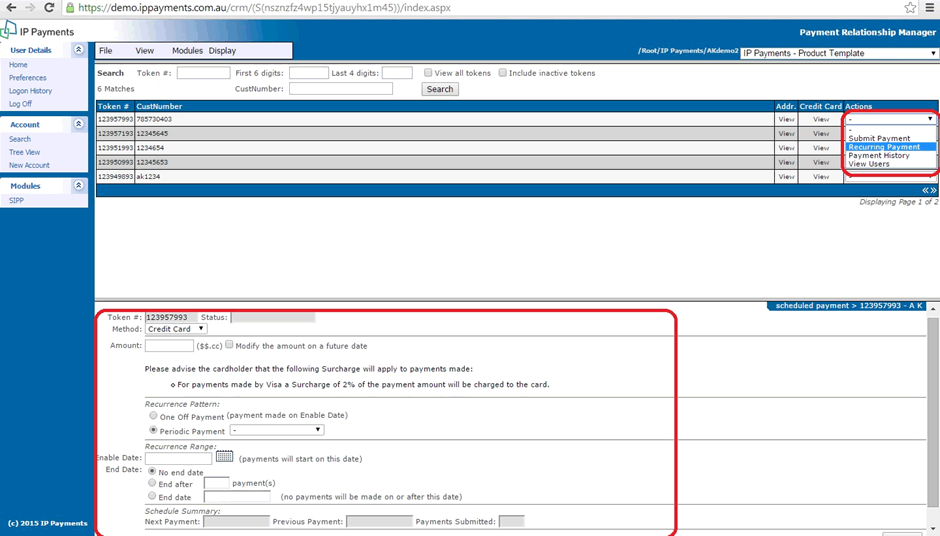 https://demo.ippayments.com.au/crm/(S(nsznzfz4wp15tjyauyhx1m45))/index.aspx
IP Payments
Payment Relationship Manager
User Details
Home
Preferences
Logon History
Log Off
Account
Search
Tree View
New Account
Modules
SIPP
(c) 2015 IP Payments
File View Modules Display
/Root/IP Payments/AKdemo2 IP Payments - Product Template
Search Token #: First 6 digits: Last 4 digits: View all tokens Include inactive tokens
6 Matches CustNumber: Search
Token # CustNumber Addr. Credit Card Actions
123957993 785730403 View View -
123957193 12345645 View View
123951993 1234654 View View
123950993 12345653 View View
123949893 ak1234 View View
-
Submit Payment
Recurring Payment
Payment History
View Users
« »
Displaying Page 1 of 2
scheduled payment > 123957993 - A K
Token #: 123957993 Status:
Method: Credit Card
Amount: ($$.cc) Modify the amount on a future date
Please advise the cardholder that the following Surcharge will apply to payments made:
For payments made by Visa a Surcharge of 2% of the payment amount will be charged to the card.
Recurrence Pattern:
One Off Payment (payment made on Enable Date)
Periodic Payment -
Recurrence Range:
Enable Date: (payments will start on this date)
End Date: No end date
End after payment(s)
End date (no payments will be made on or after this date)
Schedule Summary:
Next Payment: Previous Payment: Payments Submitted: